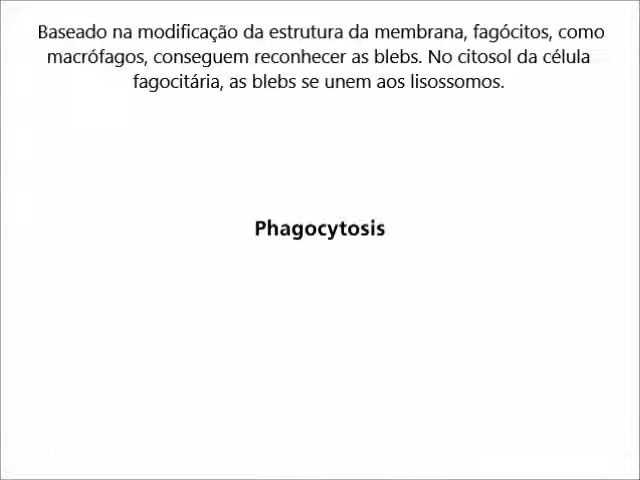 Baseado na modificação da estrutura da membrana, fagócitos, como
macrófagos, conseguem reconhecer as blebs. No citosol da célula
fagocitária, as blebs se unem aos lisossomos.
Phagocytosis